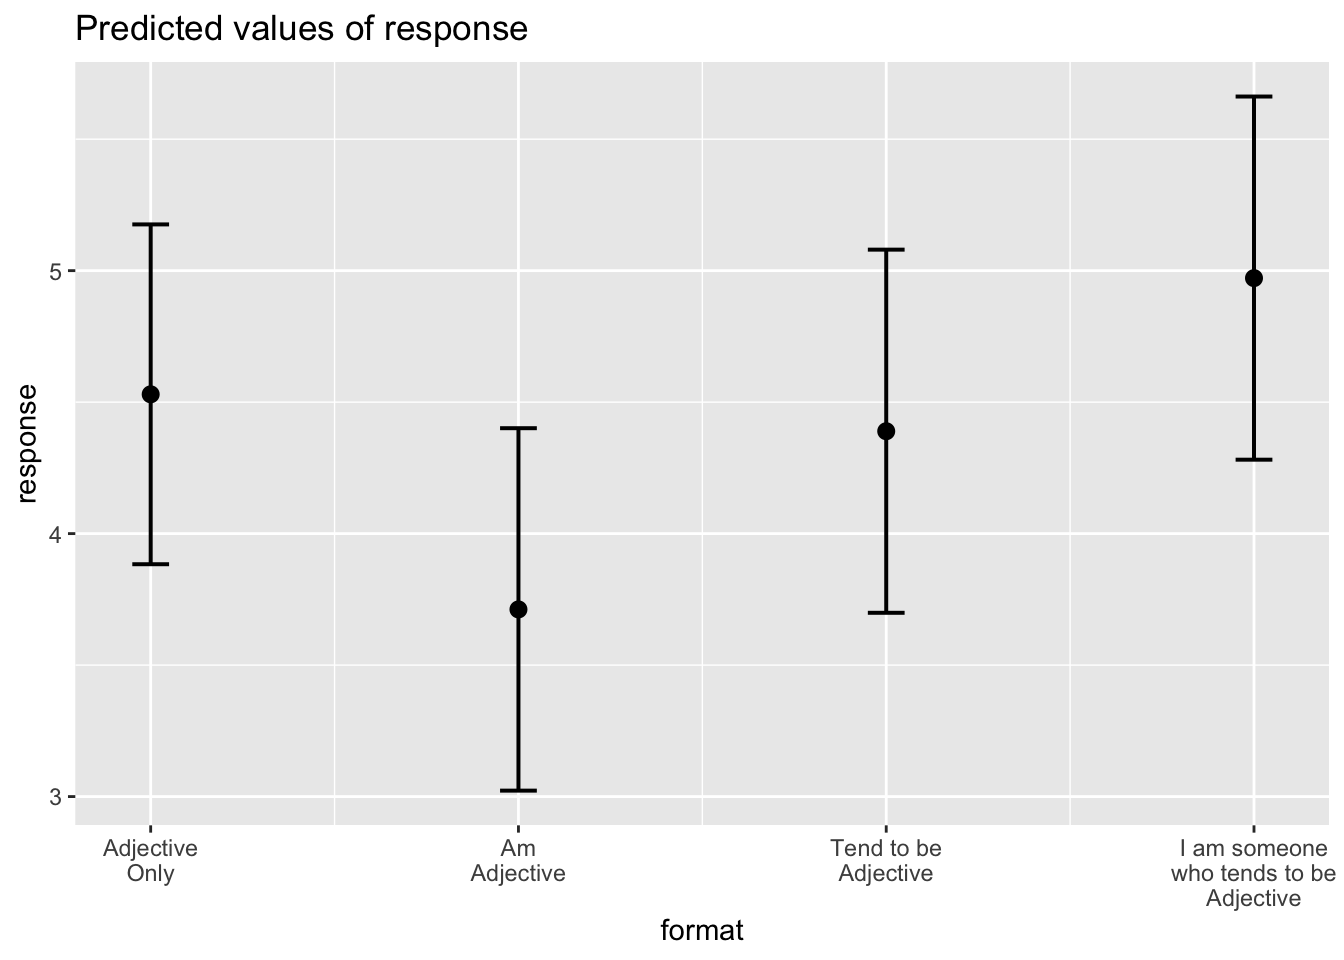 Predicted values of response
response
5
4
3
Adjective
Only
Am
Adjective
Tend to be
Adjective
I am someone
who tends to be
Adjective
format